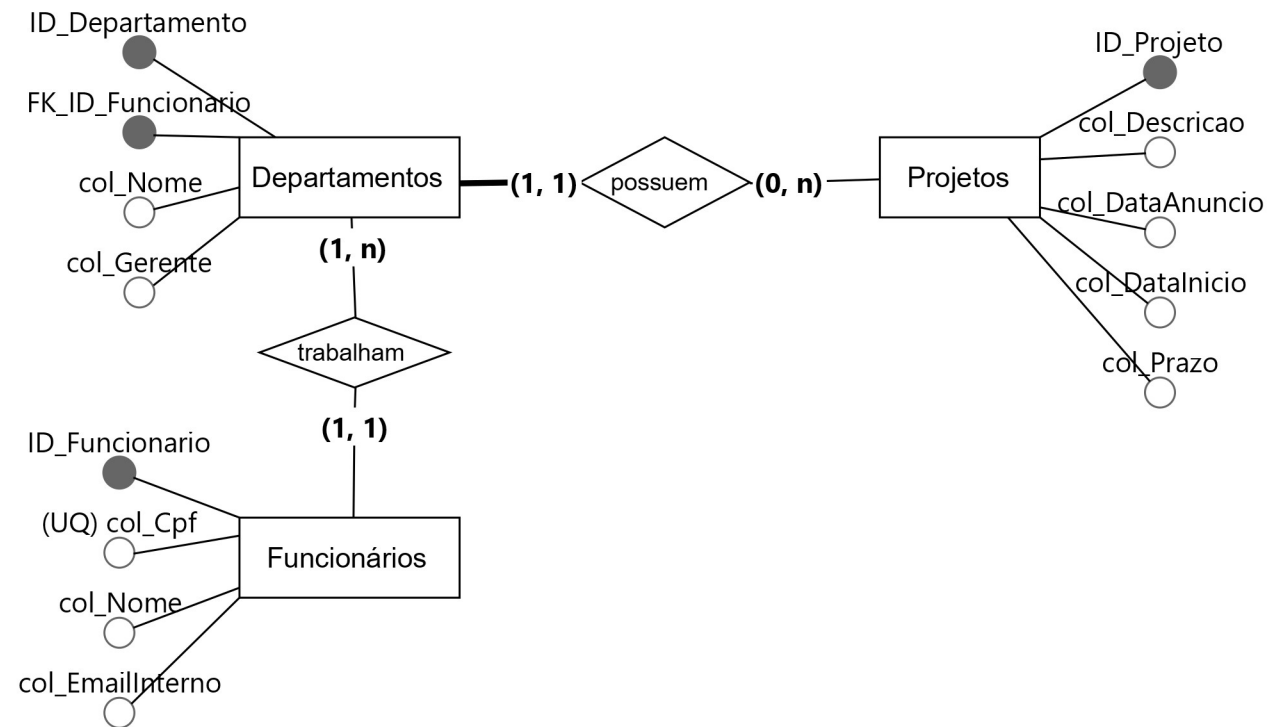 ID_Departamento
FK_ID_Funcionario
col_Nome
col_Gerente
Departamentos
(1, 1)
possuem
(0, n)
Projetos
ID_Projeto
col_Descricao
col_DataAnuncio
col_DataInicio
col_Prazo
(1, n)
trabalham
(1, 1)
ID_Funcionario
(UQ) col_Cpf
col_Nome
col_EmailInterno
Funcionários